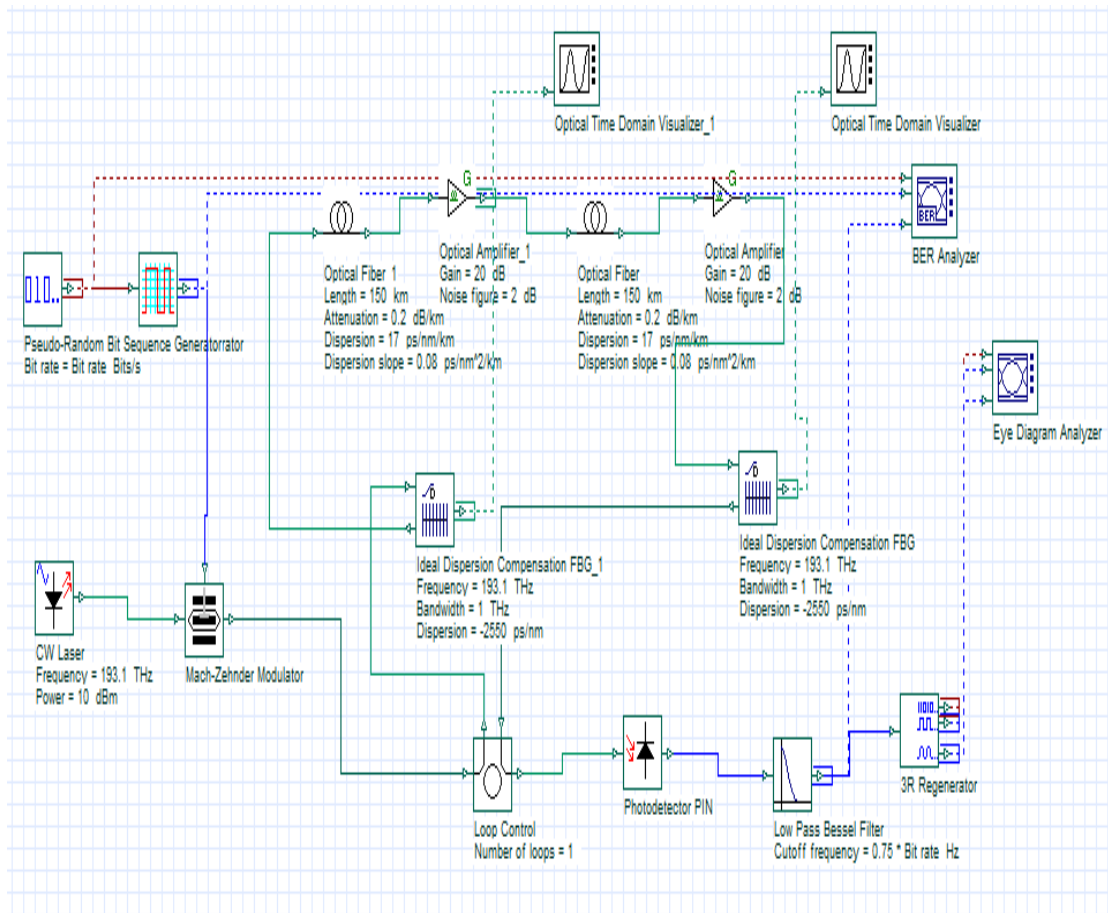 Optical Time Domain Visualizer_1
Optical Time Domain Visualizer
G
G
BER
BER Analyzer
010..
Pseudo-Random Bit Sequence Generatorrator
Bit rate = Bit rate Bits/s
Optical Fiber 1
Length = 150 km
Attenuation = 0.2 dB/km
Dispersion = 17 ps/nm/km
Dispersion slope = 0.08 ps/nm^2/km
Optical Amplifier_1
Gain = 20 dB
Noise figure = 2 dB
Optical Fiber
Length = 150 km
Attenuation = 0.2 dB/km
Dispersion = 17 ps/nm/km
Dispersion slope = 0.08 ps/nm^2/km
Optical Amplifier
Gain = 20 dB
Noise figure = 2 dB
Eye Diagram Analyzer
D
Ideal Dispersion Compensation FBG_1
Frequency = 193.1 THz
Bandwidth = 1 THz
Dispersion = -2550 ps/nm
D
Ideal Dispersion Compensation FBG
Frequency = 193.1 THz
Bandwidth = 1 THz
Dispersion = -2550 ps/nm
CW Laser
Frequency = 193.1 THz
Power = 10 dBm
Mach-Zehnder Modulator
Loop Control
Number of loops = 1
Photodetector PIN
Low Pass Bessel Filter
Cutoff frequency = 0.75 * Bit rate Hz
3R Regenerator